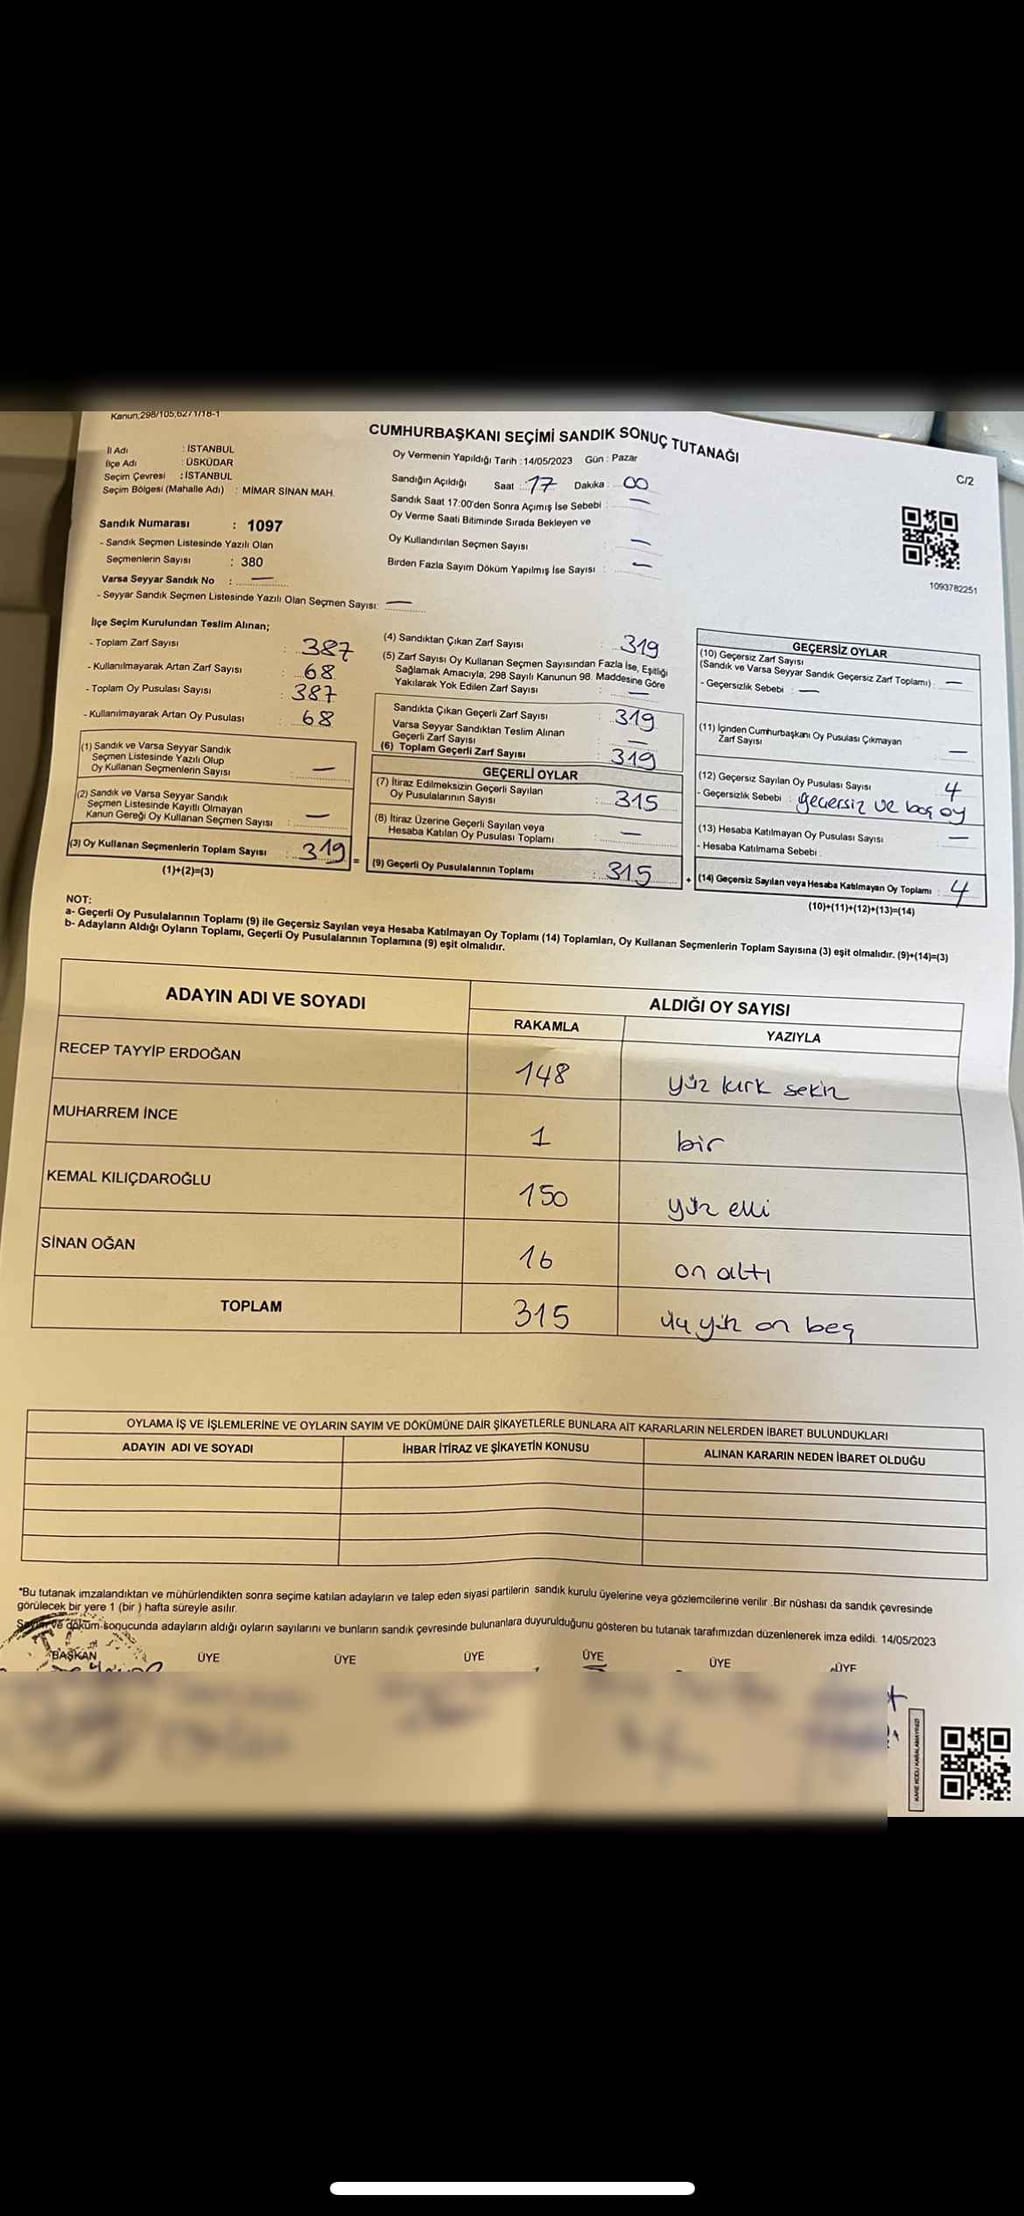 Kanun:298/105,6271/18-1
CUMHURBAŞKANI SEÇİMİ SANDIK SONUÇ TUTANAĞI
C/2
İl Adı : İSTANBUL
İlçe Adı : ÜSKÜDAR
Seçim Çevresi : İSTANBUL
Seçim Bölgesi (Mahalle Adı) : MİMAR SİNAN MAH.
Sandık Numarası : 1097
- Sandık Seçmen Listesinde Yazılı Olan
Seçmenlerin Sayısı : 380
Varsa Seyyar Sandık No : —
- Seyyar Sandık Seçmen Listesinde Yazılı Olan Seçmen Sayısı: —
Oy Vermenin Yapıldığı Tarih : 14/05/2023 Gün : Pazar
Sandığın Açıldığı Saat : 17 Dakika : 00
Sandık Saat 17:00'den Sonra Açımış İse Sebebi : —
Oy Verme Saati Bitiminde Sırada Bekleyen ve
Oy Kullandırılan Seçmen Sayısı : —
Birden Fazla Sayım Döküm Yapılmış İse Sayısı : —
1093782251
İlçe Seçim Kurulundan Teslim Alınan;
- Toplam Zarf Sayısı : 387
- Kullanılmayarak Artan Zarf Sayısı : 68
- Toplam Oy Pusulası Sayısı : 387
- Kullanılmayarak Artan Oy Pusulası : 68
(1) Sandık ve Varsa Seyyar Sandık
Seçmen Listesinde Yazılı Olup
Oy Kullanan Seçmenlerin Sayısı : —
(2) Sandık ve Varsa Seyyar Sandık
Seçmen Listesinde Kayıtlı Olmayan
Kanun Gereği Oy Kullanan Seçmen Sayısı : —
(3) Oy Kullanan Seçmenlerin Toplam Sayısı : 319 =
(1)+(2)=(3)
(4) Sandıktan Çıkan Zarf Sayısı : 319
(5) Zarf Sayısı Oy Kullanan Seçmen Sayısından Fazla İse, Eşitliği
Sağlamak Amacıyla, 298 Sayılı Kanunun 98. Maddesine Göre
Yakılarak Yok Edilen Zarf Sayısı : —
Sandıkta Çıkan Geçerli Zarf Sayısı : 319
Varsa Seyyar Sandıktan Teslim Alınan
Geçerli Zarf Sayısı : —
(6) Toplam Geçerli Zarf Sayısı : 319
GEÇERLİ OYLAR
(7) İtiraz Edilmeksizin Geçerli Sayılan
Oy Pusulalarının Sayısı : 315
(8) İtiraz Üzerine Geçerli Sayılan veya
Hesaba Katılan Oy Pusulası Toplamı : —
(9) Geçerli Oy Pusulalarının Toplamı : 315 +
GEÇERSİZ OYLAR
(10) Geçersiz Zarf Sayısı
(Sandık ve Varsa Seyyar Sandık Geçersiz Zarf Toplamı) : —
- Geçersizlik Sebebi : —
(11) İçinden Cumhurbaşkanı Oy Pusulası Çıkmayan
Zarf Sayısı : —
(12) Geçersiz Sayılan Oy Pusulası Sayısı : 4
- Geçersizlik Sebebi : geçersiz ve boş oy
(13) Hesaba Katılmayan Oy Pusulası Sayısı : —
- Hesaba Katılmama Sebebi :
(14) Geçersiz Sayılan veya Hesaba Katılmayan Oy Toplamı : 4
(10)+(11)+(12)+(13)=(14)
NOT:
a- Geçerli Oy Pusulalarının Toplamı (9) ile Geçersiz Sayılan veya Hesaba Katılmayan Oy Toplamı (14) Toplamları, Oy Kullanan Seçmenlerin Toplam Sayısına (3) eşit olmalıdır. (9)+(14)=(3)
b- Adayların Aldığı Oyların Toplamı, Geçerli Oy Pusulalarının Toplamına (9) eşit olmalıdır.
ADAYIN ADI VE SOYADI
ALDIĞI OY SAYISI
RAKAMLA YAZIYLA
RECEP TAYYİP ERDOĞAN 148 yüz kırk sekiz
MUHARREM İNCE 1 bir
KEMAL KILIÇDAROĞLU 150 yüz elli
SİNAN OĞAN 16 on altı
TOPLAM 315 üç yüz on beş
OYLAMA İŞ VE İŞLEMLERİNE VE OYLARIN SAYIM VE DÖKÜMÜNE DAİR ŞİKAYETLERLE BUNLARA AİT KARARLARIN NELERDEN İBARET BULUNDUKLARI
ADAYIN ADI VE SOYADI İHBAR İTİRAZ VE ŞİKAYETİN KONUSU ALINAN KARARIN NEDEN İBARET OLDUĞU
*Bu tutanak imzalandıktan ve mühürlendikten sonra seçime katılan adayların ve talep eden siyasi partilerin sandık kurulu üyelerine veya gözlemcilerine verilir .Bir nüshası da sandık çevresinde
görülecek bir yere 1 (bir ) hafta süreyle asılır.
Sayım ve döküm sonucunda adayların aldığı oyların sayılarını ve bunların sandık çevresinde bulunanlara duyurulduğunu gösteren bu tutanak tarafımızdan düzenlenerek imza edildi. 14/05/2023
BAŞKAN ÜYE ÜYE ÜYE ÜYE ÜYE ÜYE
KARE KODU KARALAMAYINIZ!